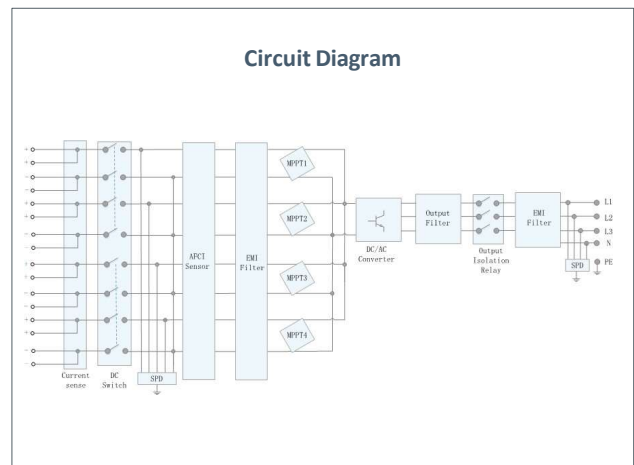 Circuit Diagram
+
+
-
-
+
+
-
-
+
+
-
-
+
+
-
-
Current
sense
DC
Switch
SPD
AFCI
Sensor
EMI
Filter
MPPT1
MPPT2
MPPT3
MPPT4
DC/AC
Converter
Output
Filter
Output
Isolation
Relay
EMI
Filter
SPD
L1
L2
L3
N
PE